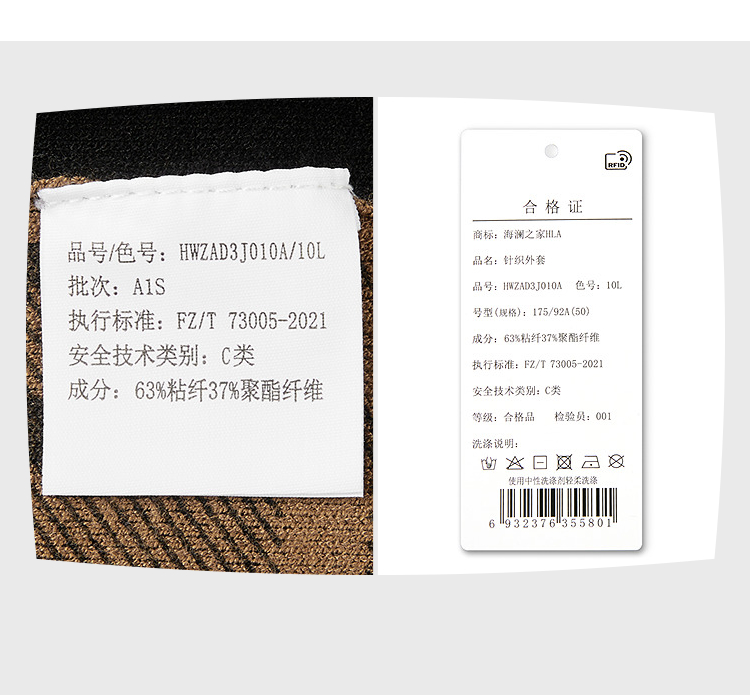 品号/色号：HWZAD3J010A/10L
批次：A1S
执行标准：FZ/T 73005-2021
安全技术类别：C类
成分：63%粘纤37%聚酯纤维
RFID
合格证
商标：海澜之家HLA
品名：针织外套
品号：HWZAD3J010A 色号：10L
号型(规格)：175/92A(50)
成分：63%粘纤37%聚酯纤维
执行标准：FZ/T 73005-2021
安全技术类别：C类
等级：合格品 检验员：001
洗涤说明：
使用中性洗涤剂轻柔洗涤
6 932376 355801